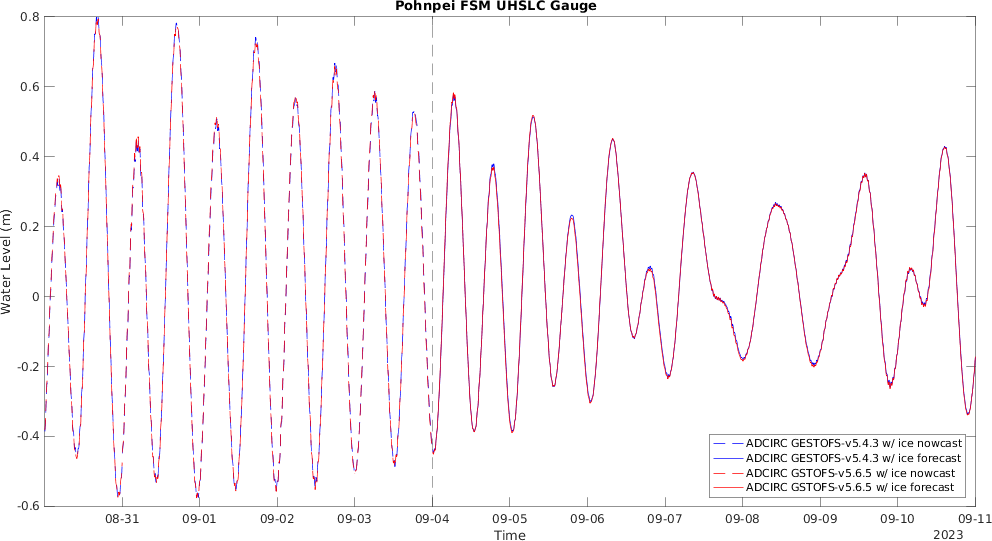 Pohnpei FSM UHSLC Gauge
0.8
0.6
0.4
0.2
0
-0.2
-0.4
-0.6
Water Level (m)
ADCIRC GESTOFS-v5.4.3 w/ ice nowcast
ADCIRC GESTOFS-v5.4.3 w/ ice forecast
ADCIRC GSTOFS-v5.6.5 w/ ice nowcast
ADCIRC GSTOFS-v5.6.5 w/ ice forecast
08-31 09-01 09-02 09-03 09-04 09-05 09-06 09-07 09-08 09-09 09-10 09-11
Time
2023